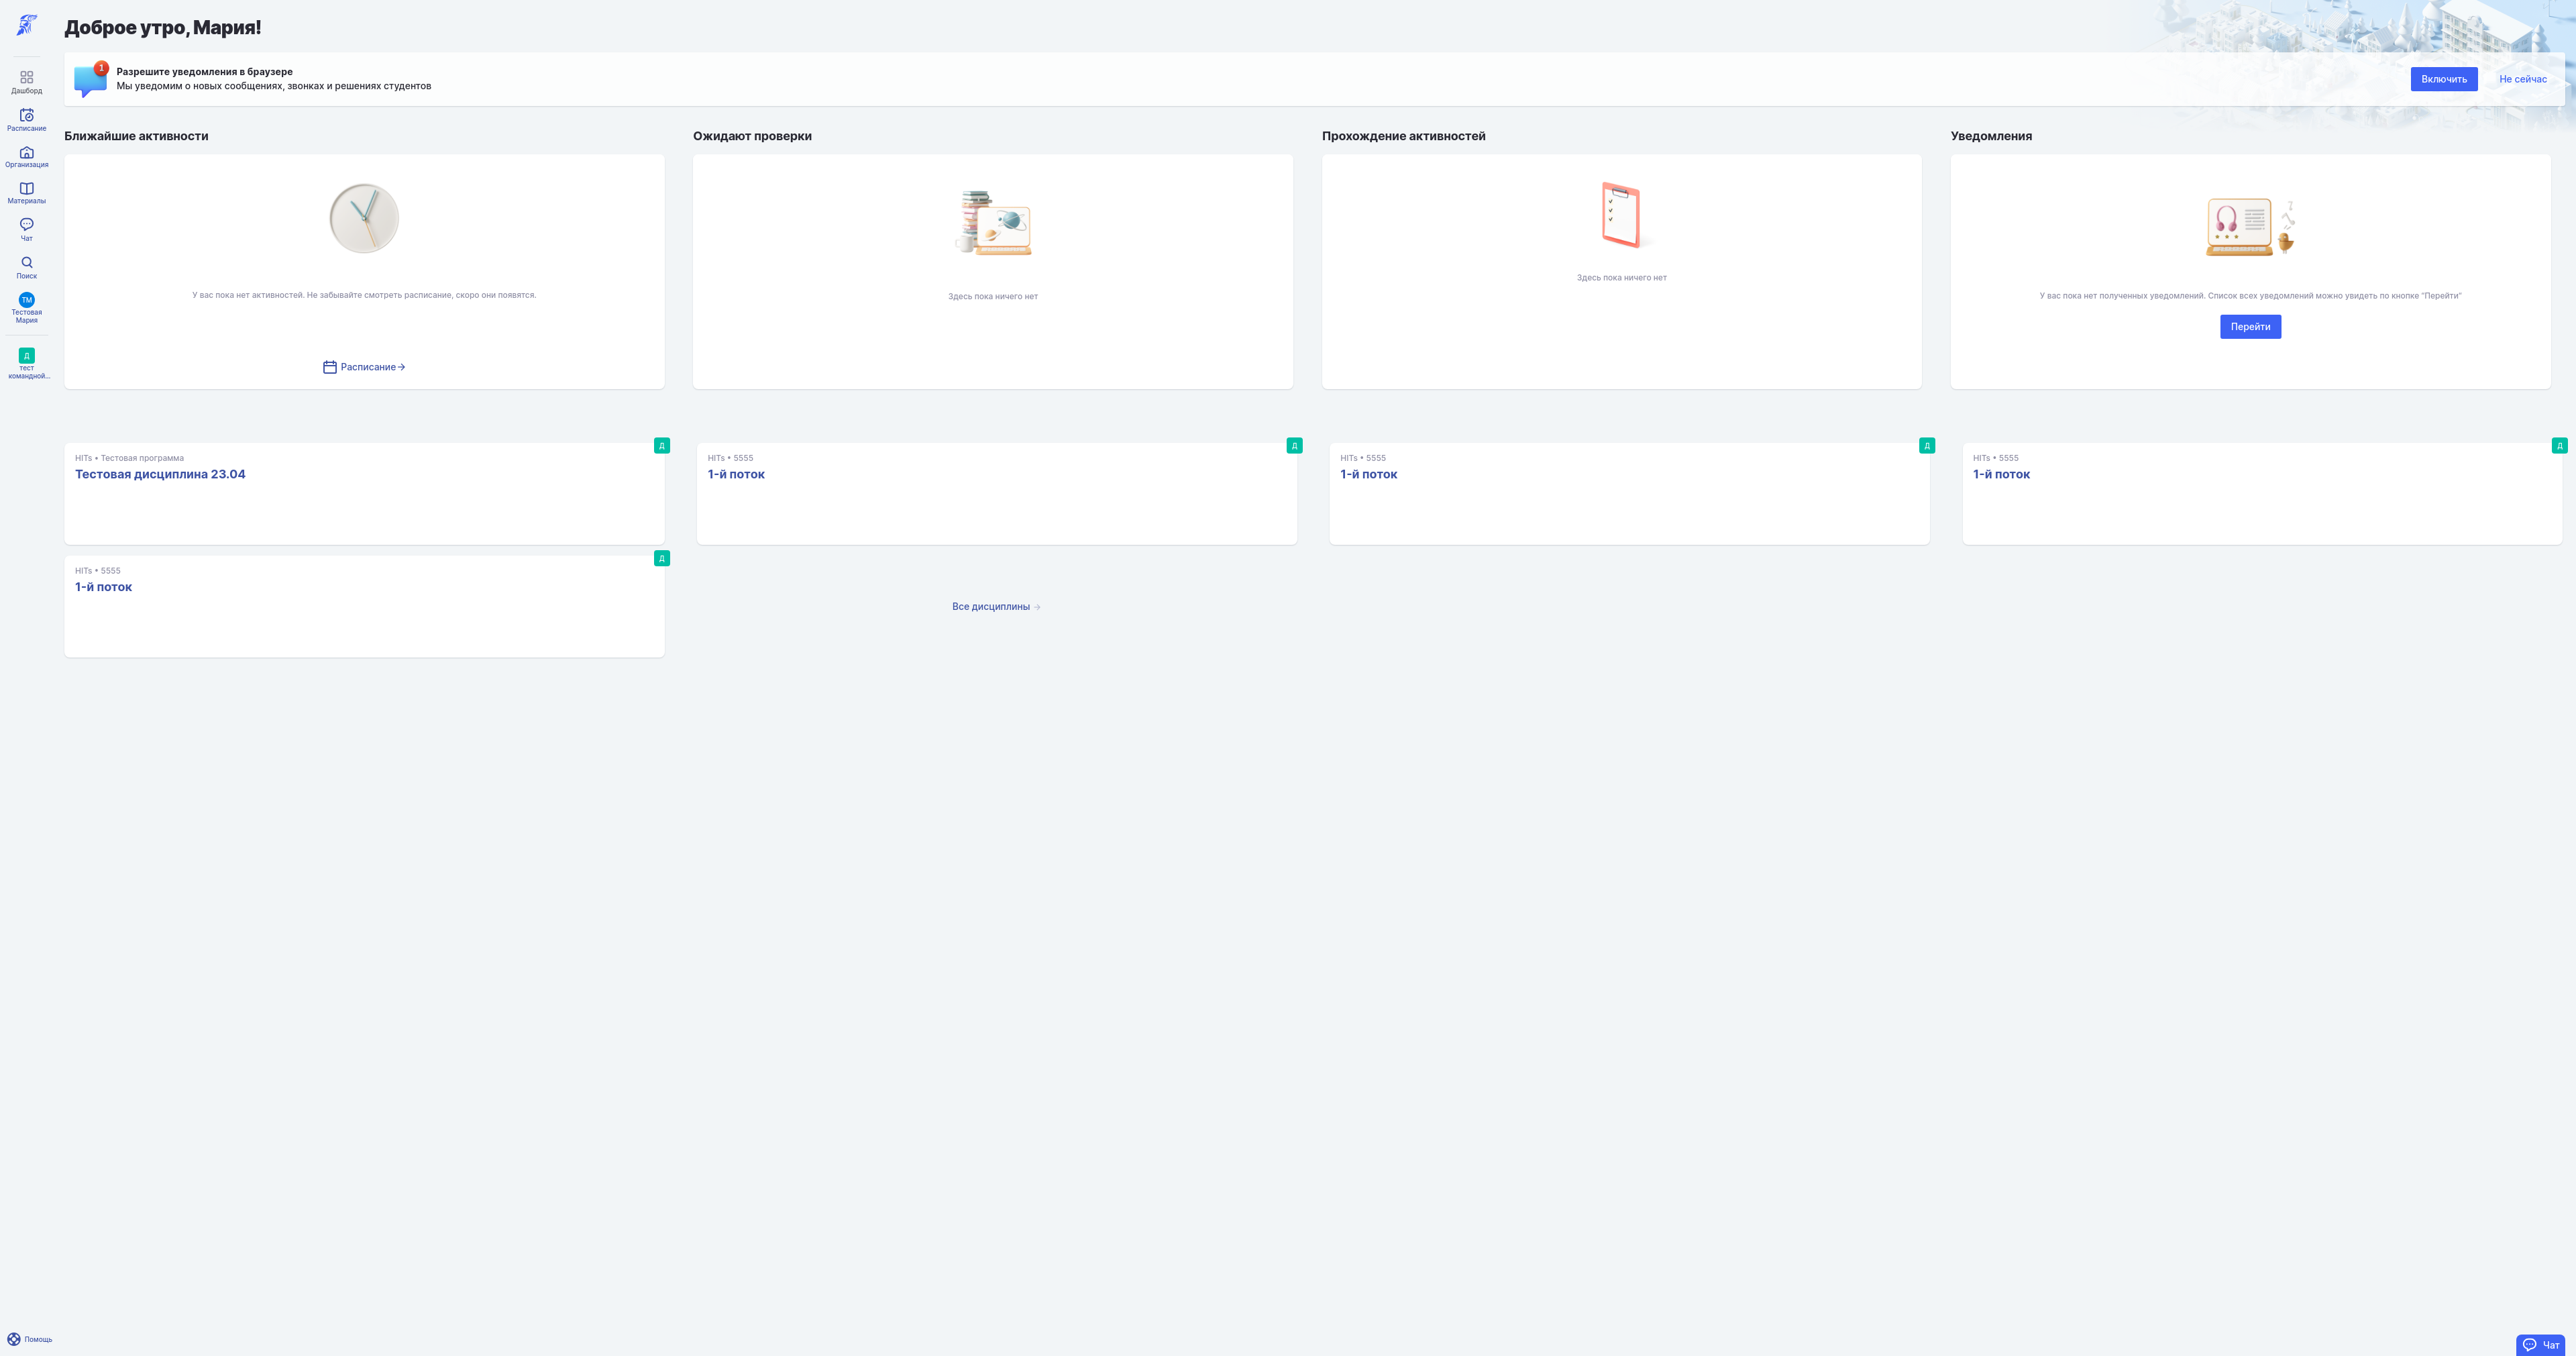 Доброе утро, Мария!
1
Разрешите уведомления в браузере
Мы уведомим о новых сообщениях, звонках и решениях студентов
Включить
Не сейчас
Дашборд
Расписание
Организация
Материалы
Чат
Поиск
ТМ
Тестовая
Мария
Д
тест
командной...
Ближайшие активности
У вас пока нет активностей. Не забывайте смотреть расписание, скоро они появятся.
Расписание
Ожидают проверки
Здесь пока ничего нет
Прохождение активностей
Здесь пока ничего нет
Уведомления
У вас пока нет полученных уведомлений. Список всех уведомлений можно увидеть по кнопке "Перейти"
Перейти
Д
HITs • Тестовая программа
Тестовая дисциплина 23.04
Д
HITs • 5555
1-й поток
Д
HITs • 5555
1-й поток
Д
HITs • 5555
1-й поток
Д
HITs • 5555
1-й поток
Все дисциплины
Помощь
Чат